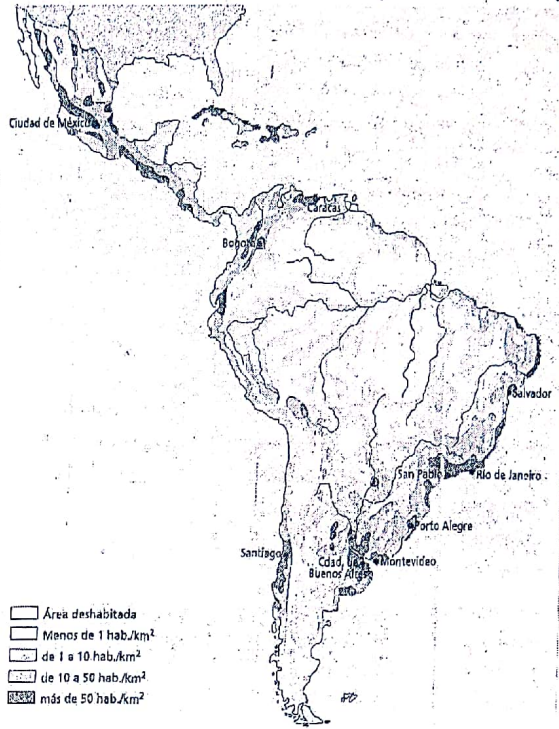 Ciudad de México
Caracas
Bogotá
Salvador
San Pablo
Río de Janeiro
Porto Alegre
Santiago
Cdad. de
Buenos Aires
Montevideo
Área deshabitada
Menos de 1 hab./km²
de 1 a 10 hab./km²
de 10 a 50 hab./km²
más de 50 hab./km²